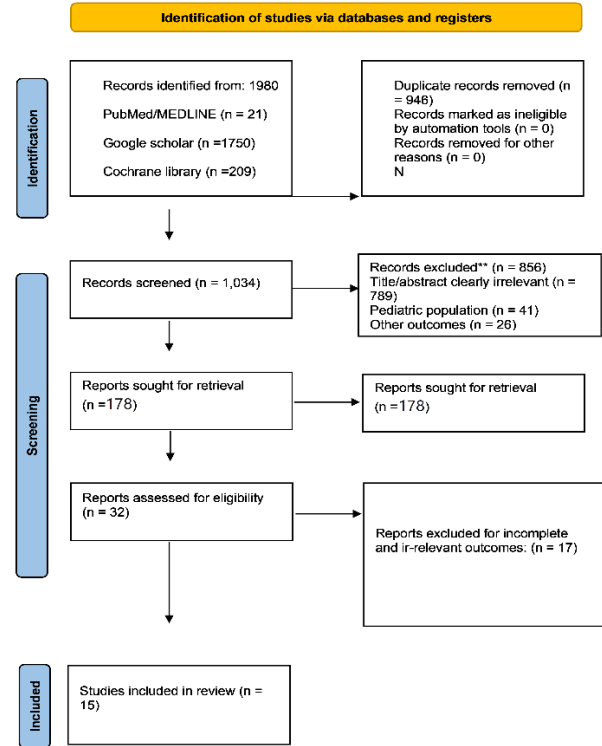 Identification of studies via databases and registers
Identification
Records identified from: 1980
PubMed/MEDLINE (n = 21)
Google scholar (n =1750)
Cochrane library (n =209)
Duplicate records removed (n
= 946)
Records marked as ineligible
by automation tools (n = 0)
Records removed for other
reasons (n = 0)
N
Screening
Records screened (n = 1,034)
Records excluded** (n = 856)
Title/abstract clearly irrelevant (n =
789)
Pediatric population (n = 41)
Other outcomes (n = 26)
Reports sought for retrieval
(n =178)
Reports sought for retrieval
(n =178)
Reports assessed for eligibility
(n = 32)
Reports excluded for incomplete
and ir-relevant outcomes: (n = 17)
Included
Studies included in review (n =
15)